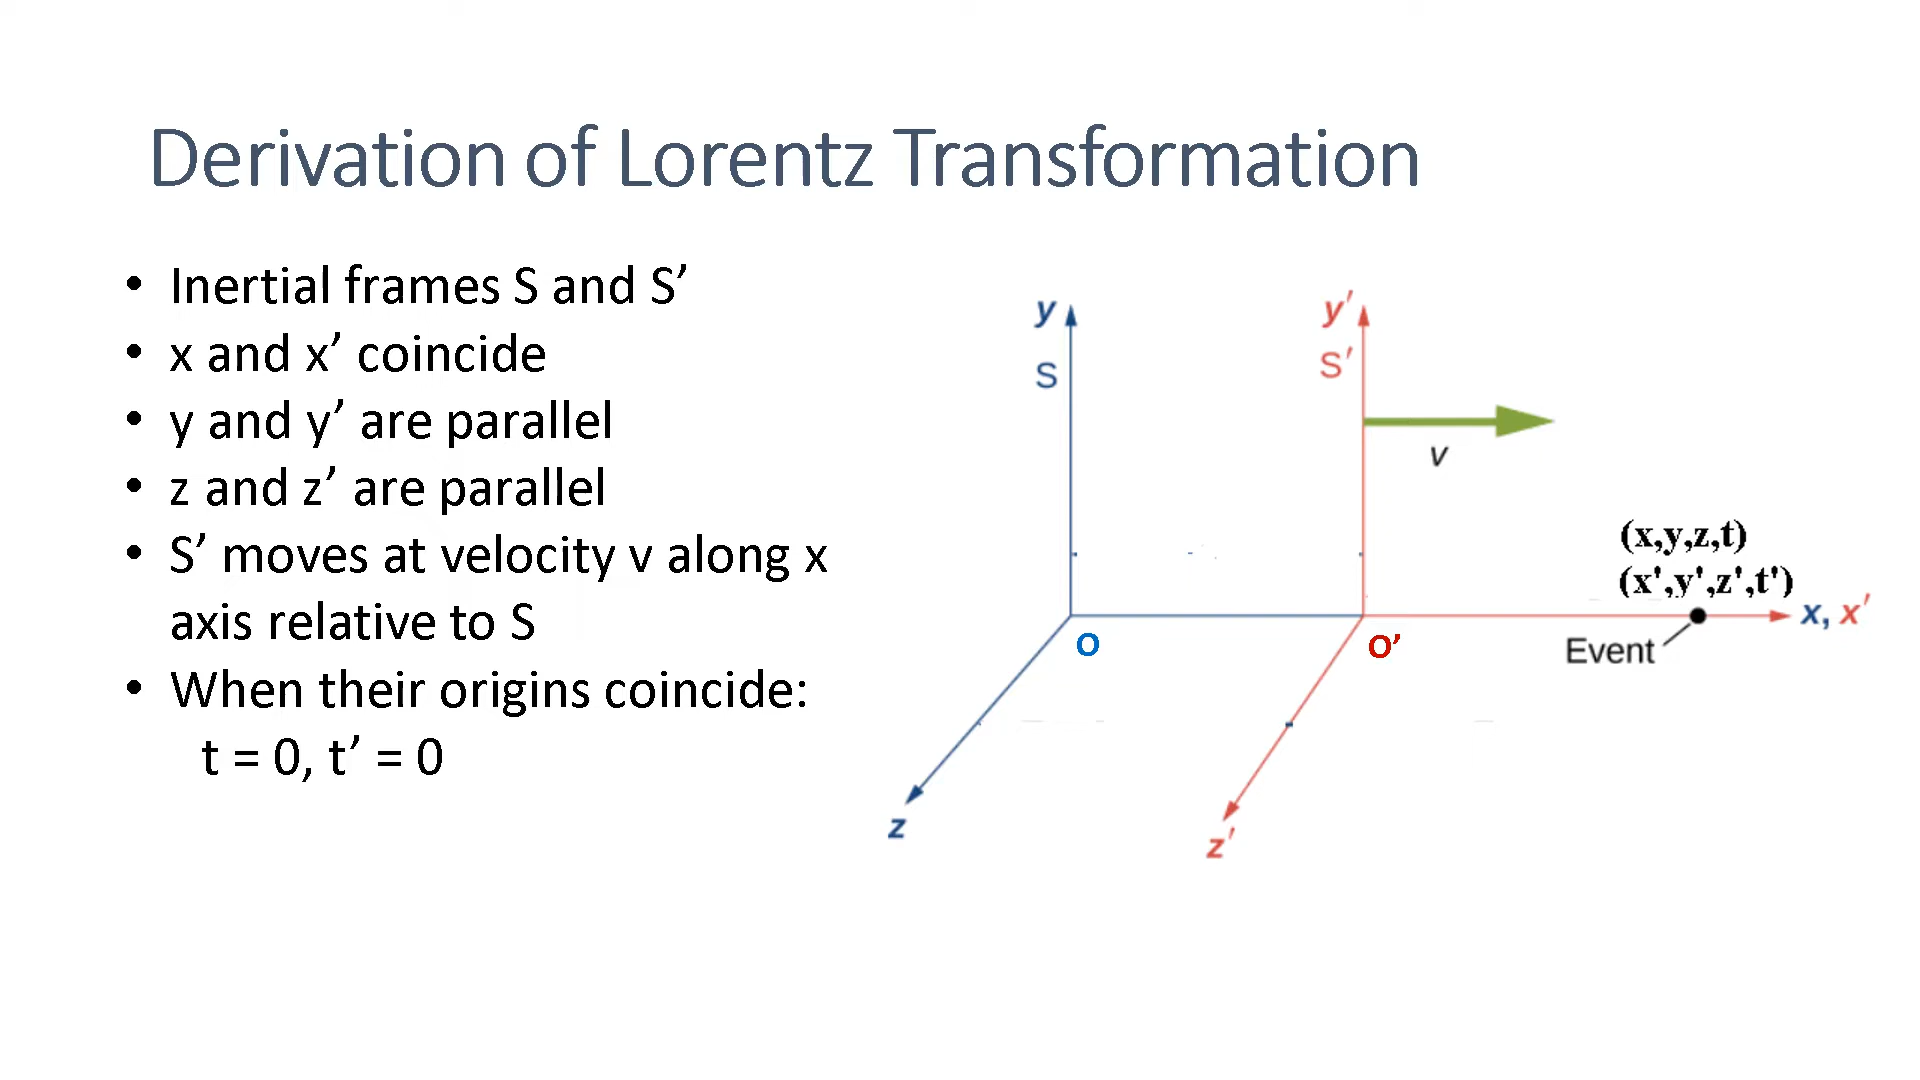 Derivation of Lorentz Transformation
• Inertial frames S and S’
• x and x’ coincide
• y and y’ are parallel
• z and z’ are parallel
• S’ moves at velocity v along x
axis relative to S
• When their origins coincide:
t = 0, t’ = 0
y
S
y′
S′
v
(x,y,z,t)
(x',y',z',t')
x, x′
Event
O
O’
z
z′